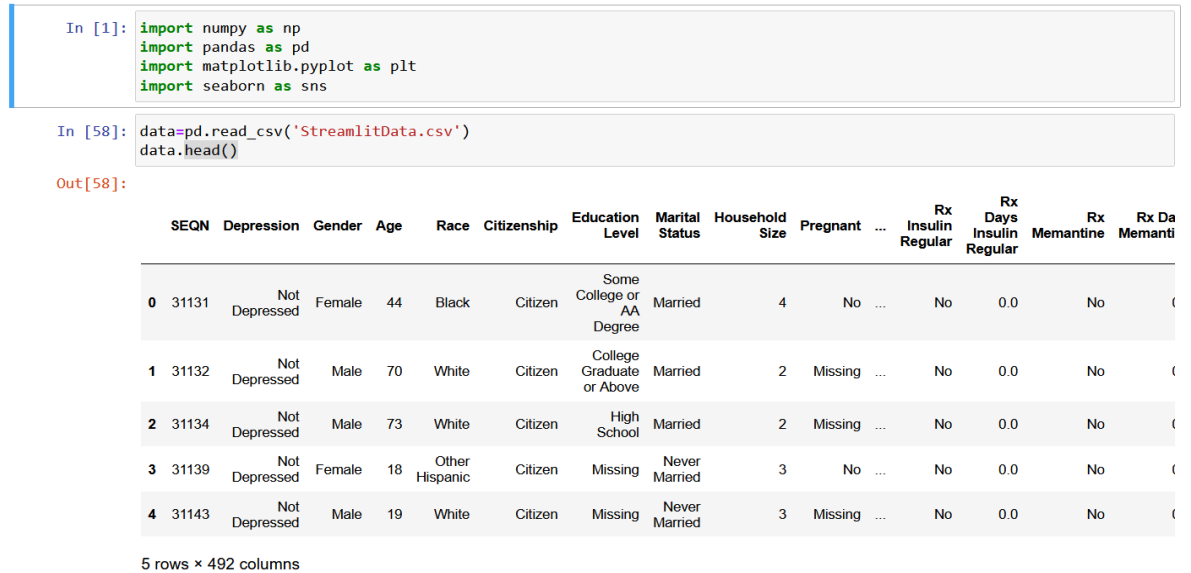 In [1]: import numpy as np
import pandas as pd
import matplotlib.pyplot as plt
import seaborn as sns
In [58]: data=pd.read_csv('StreamlitData.csv')
data.head()
Out[58]:
SEQN Depression Gender Age Race Citizenship Education Level Marital Status Household Size Pregnant ... Rx Insulin Regular Rx Days Insulin Regular Rx Memantine Rx Da Memanti
0 31131 Not Depressed Female 44 Black Citizen Some College or AA Degree Married 4 No ... No 0.0 No
1 31132 Not Depressed Male 70 White Citizen College Graduate or Above Married 2 Missing ... No 0.0 No
2 31134 Not Depressed Male 73 White Citizen High School Married 2 Missing ... No 0.0 No
3 31139 Not Depressed Female 18 Other Hispanic Citizen Missing Never Married 3 No ... No 0.0 No
4 31143 Not Depressed Male 19 White Citizen Missing Never Married 3 Missing ... No 0.0 No
5 rows × 492 columns